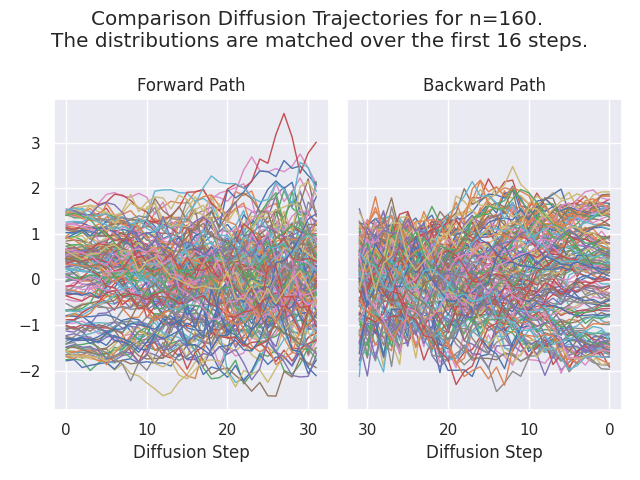 Comparison Diffusion Trajectories for n=160.
The distributions are matched over the first 16 steps.
Forward Path
Backward Path
3
2
1
0
−1
−2
0
10
20
30
30
20
10
0
Diffusion Step
Diffusion Step